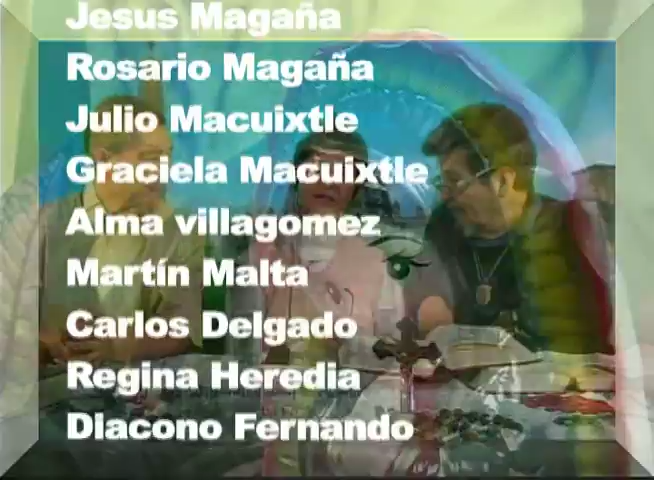 Jesus Magaña
Rosario Magaña
Julio Macuixtle
Graciela Macuixtle
Alma villagomez
Martín Malta
Carlos Delgado
Regina Heredia
DIacono Fernando